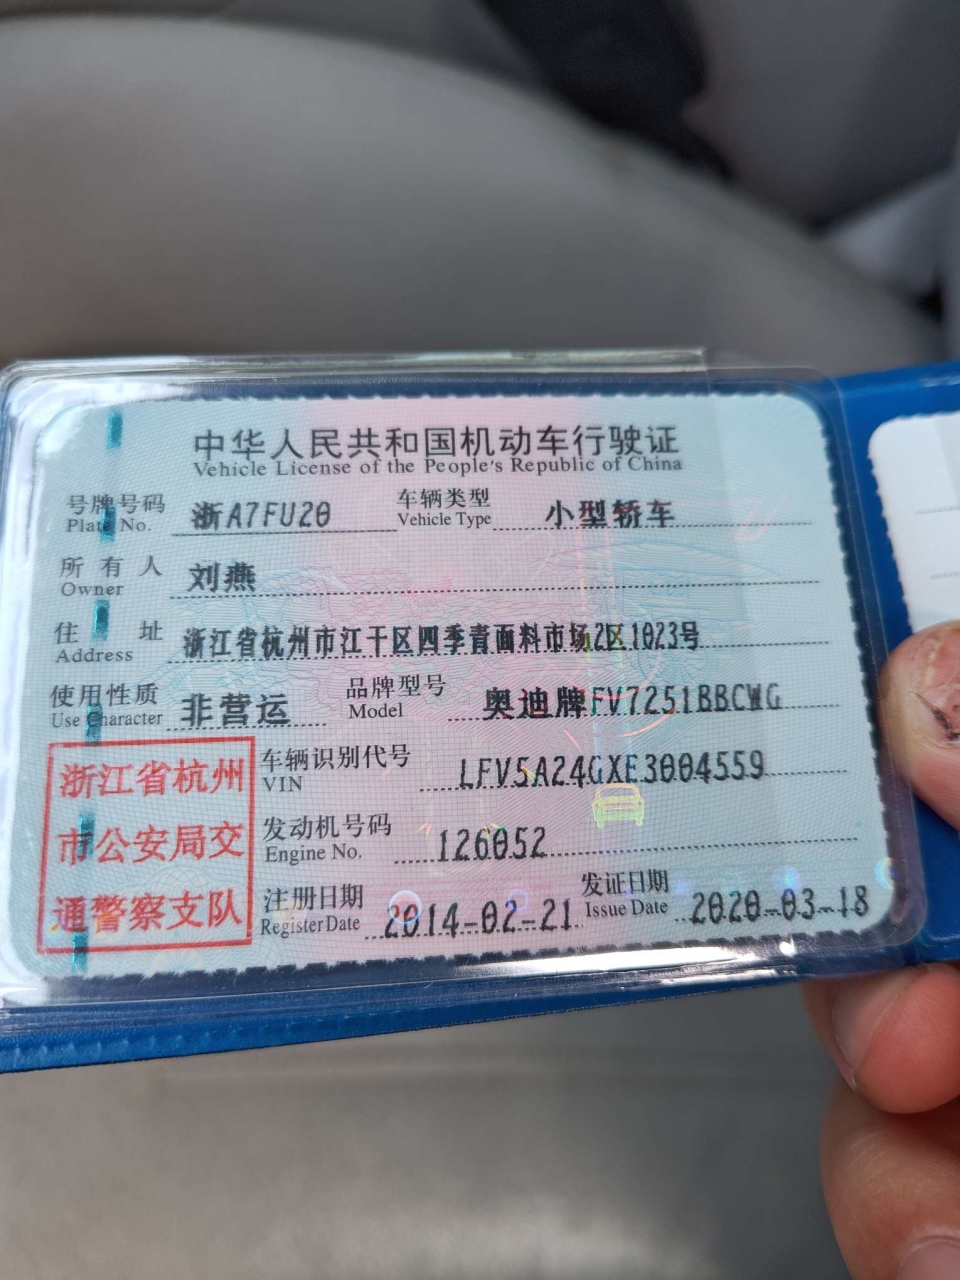 中华人民共和国机动车行驶证
Vehicle License of the People's Republic of China
号牌号码 浙A7FU20 车辆类型 小型轿车
Plate No. Vehicle Type
所有人 刘燕
Owner
住址 浙江省杭州市江干区四季青面料市场2区1023号
Address
使用性质 非营运 品牌型号 奥迪牌FV7251BBCWG
Use Character Model
车辆识别代号 LFV5A24GXE3004559
VIN
发动机号码 126052
Engine No.
注册日期 2014-02-21 发证日期 2020-03-18
Register Date Issue Date
浙江省杭州
市公安局交
通警察支队